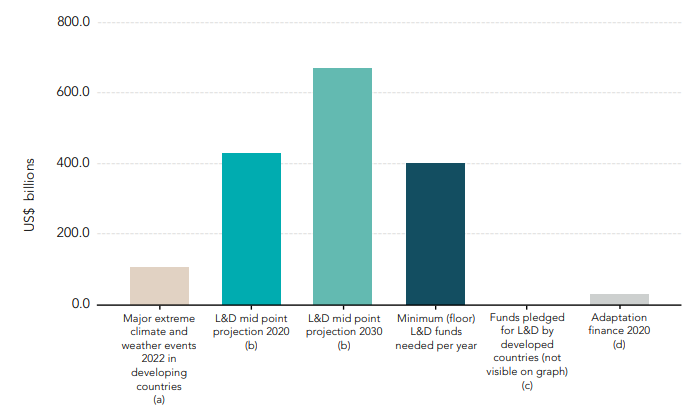 800.0
600.0
400.0
200.0
0.0
US$ billions
Major extreme
climate and
weather events
2022 in
developing
countries
(a)
L&D mid point
projection 2020
(b)
L&D mid point
projection 2030
(b)
Minimum (floor)
L&D funds
needed per year
Funds pledged
for L&D by
developed
countries (not
visible on graph)
(c)
Adaptation
finance 2020
(d)